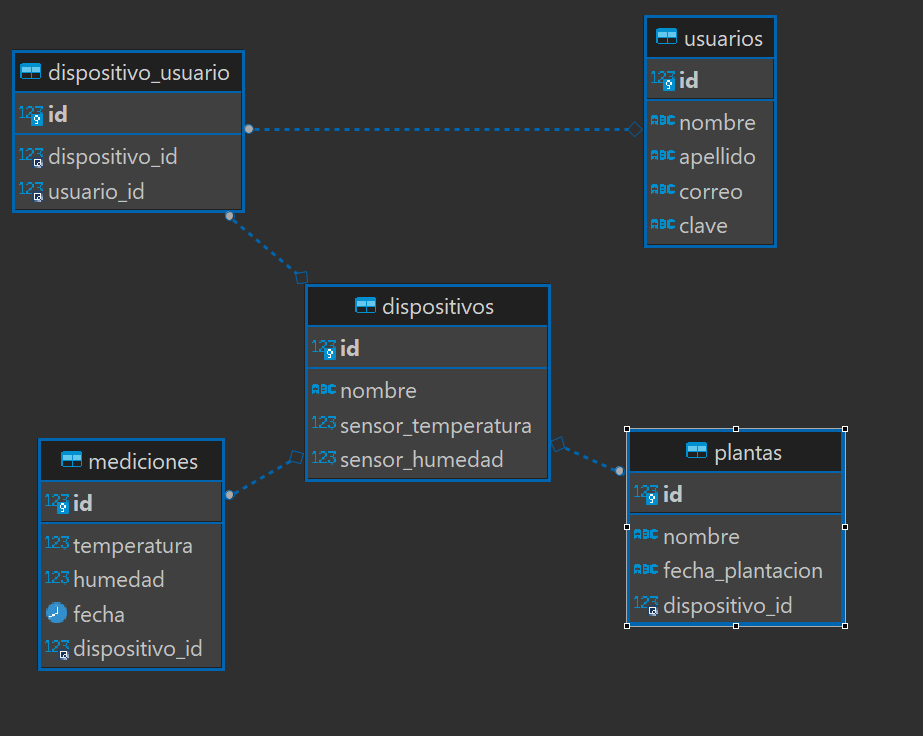 dispositivo_usuario
123 id
123 dispositivo_id
123 usuario_id
usuarios
123 id
ABC nombre
ABC apellido
ABC correo
ABC clave
dispositivos
123 id
ABC nombre
123 sensor_temperatura
123 sensor_humedad
mediciones
123 id
123 temperatura
123 humedad
fecha
123 dispositivo_id
plantas
123 id
ABC nombre
ABC fecha_plantacion
123 dispositivo_id